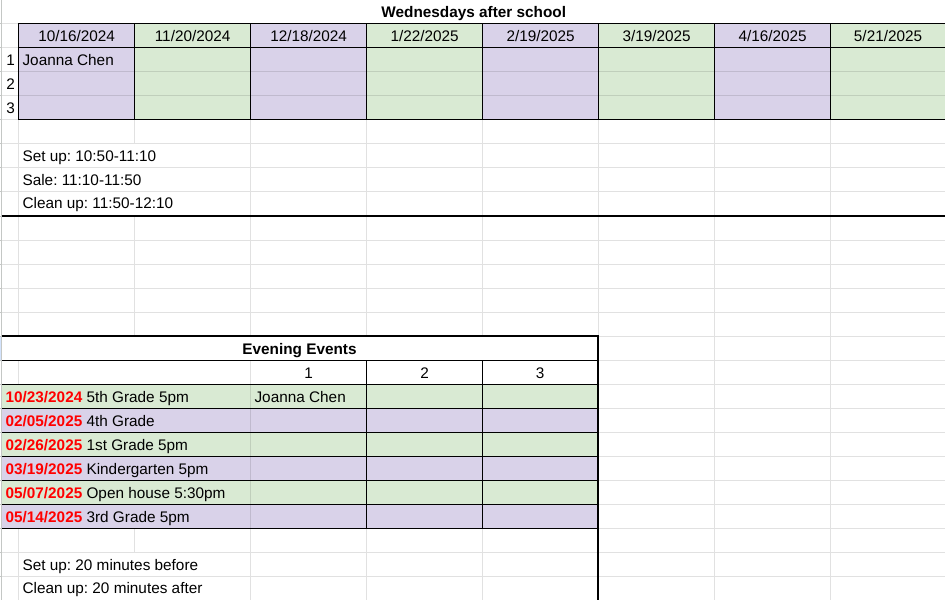 Wednesdays after school
10/16/2024 11/20/2024 12/18/2024 1/22/2025 2/19/2025 3/19/2025 4/16/2025 5/21/2025
1 Joanna Chen
2
3
Set up: 10:50-11:10
Sale: 11:10-11:50
Clean up: 11:50-12:10
Evening Events
1 2 3
10/23/2024 5th Grade 5pm Joanna Chen
02/05/2025 4th Grade
02/26/2025 1st Grade 5pm
03/19/2025 Kindergarten 5pm
05/07/2025 Open house 5:30pm
05/14/2025 3rd Grade 5pm
Set up: 20 minutes before
Clean up: 20 minutes after